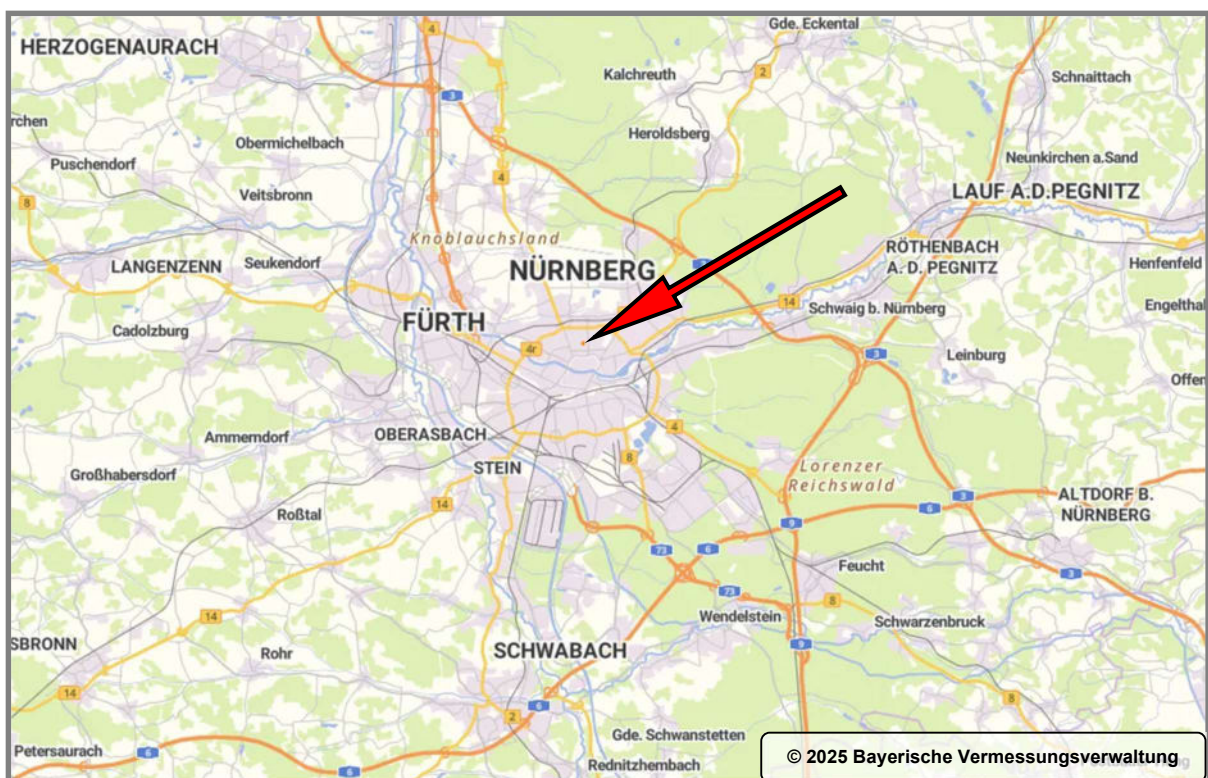 Gde. Eckental
HERZOGENAURACH
4
2
Kalchreuth
Schnaittach
3
rchen
Obermichelbach
Heroldsberg
Puschendorf
Neunkirchen a.Sand
4
Veitsbronn
LAUF A.D.PEGNITZ
8
Knoblauchsland
RÖTHENBACH
A. D. PEGNITZ
LANGENZENN
Seukendorf
NÜRNBERG
3
Henfenfeld
14
Schwaig b. Nürnberg
Engelthal
FÜRTH
Cadolzburg
4r
3
Leinburg
Offen
Ammerndorf
OBERASBACH
4
8
STEIN
Großhabersdorf
Lorenzer
Reichswald
14
3
ALTDORF B.
NÜRNBERG
Roßtal
6
9
73
6
Feucht
3
73
8
14
Wendelstein
Schwarzenbruck
SBRONN
Rohr
SCHWABACH
9
14
8
6
2
Gde. Schwanstetten
Petersaurach
6
6
Rednitzhembach
© 2025 Bayerische Vermessungsverwaltung